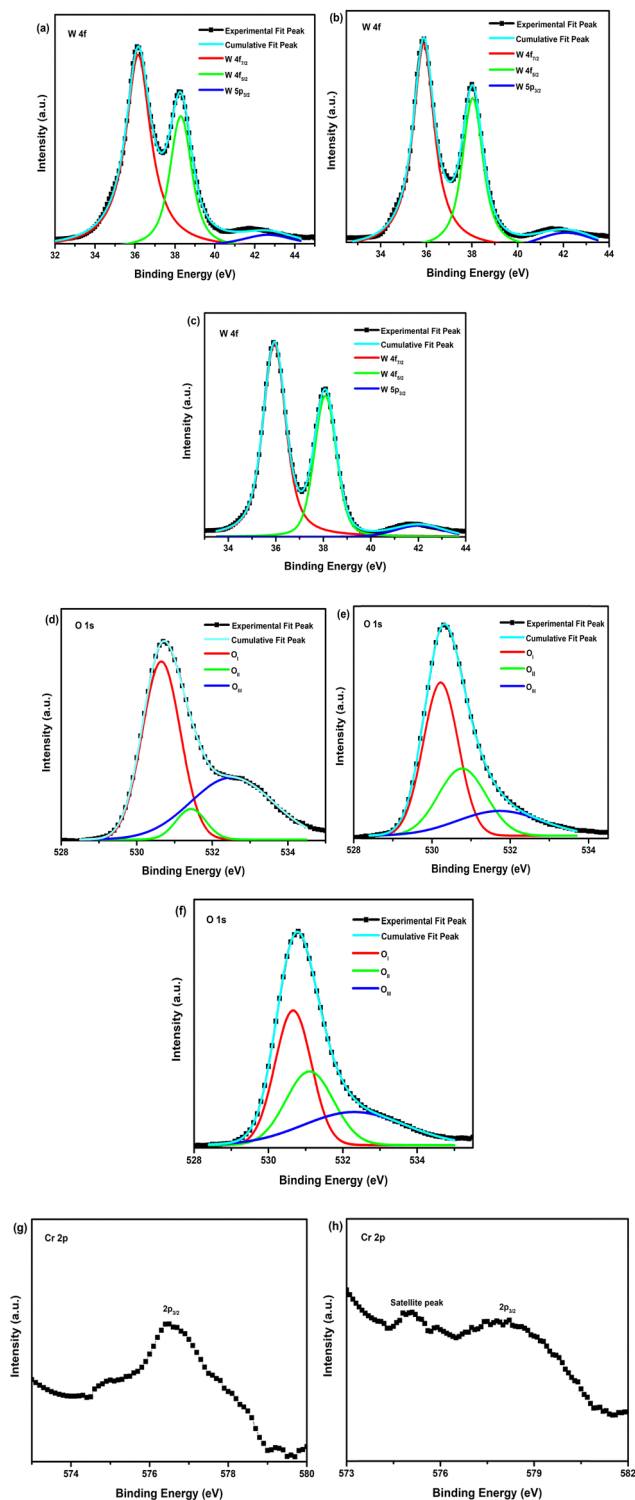 (a)
W 4f
Experimental Fit Peak
Cumulative Fit Peak
W 4f7/2
W 4f5/2
W 5p3/2
Intensity (a.u.)
32 34 36 38 40 42 44
Binding Energy (eV)
(b)
W 4f
Experimental Fit Peak
Cumulative Fit Peak
W 4f7/2
W 4f5/2
W 5p3/2
Intensity (a.u.)
34 36 38 40 42 44
Binding Energy (eV)
(c)
W 4f
Experimental Fit Peak
Cumulative Fit Peak
W 4f7/2
W 4f5/2
W 5p3/2
Intensity (a.u.)
34 36 38 40 42 44
Binding Energy (eV)
(d)
O 1s
Experimental Fit Peak
Cumulative Fit Peak
OI
OII
OIII
Intensity (a.u.)
528 530 532 534
Binding Energy (eV)
(e)
O 1s
Experimental Fit Peak
Cumulative Fit Peak
OI
OII
OIII
Intensity (a.u.)
528 530 532 534
Binding Energy (eV)
(f)
O 1s
Experimental Fit Peak
Cumulative Fit Peak
OI
OII
OIII
Intensity (a.u.)
528 530 532 534
Binding Energy (eV)
(g)
Cr 2p
2p3/2
Intensity (a.u.)
574 576 578 580
Binding Energy (eV)
(h)
Cr 2p
Satellite peak
2p3/2
Intensity (a.u.)
573 576 579 582
Binding Energy (eV)